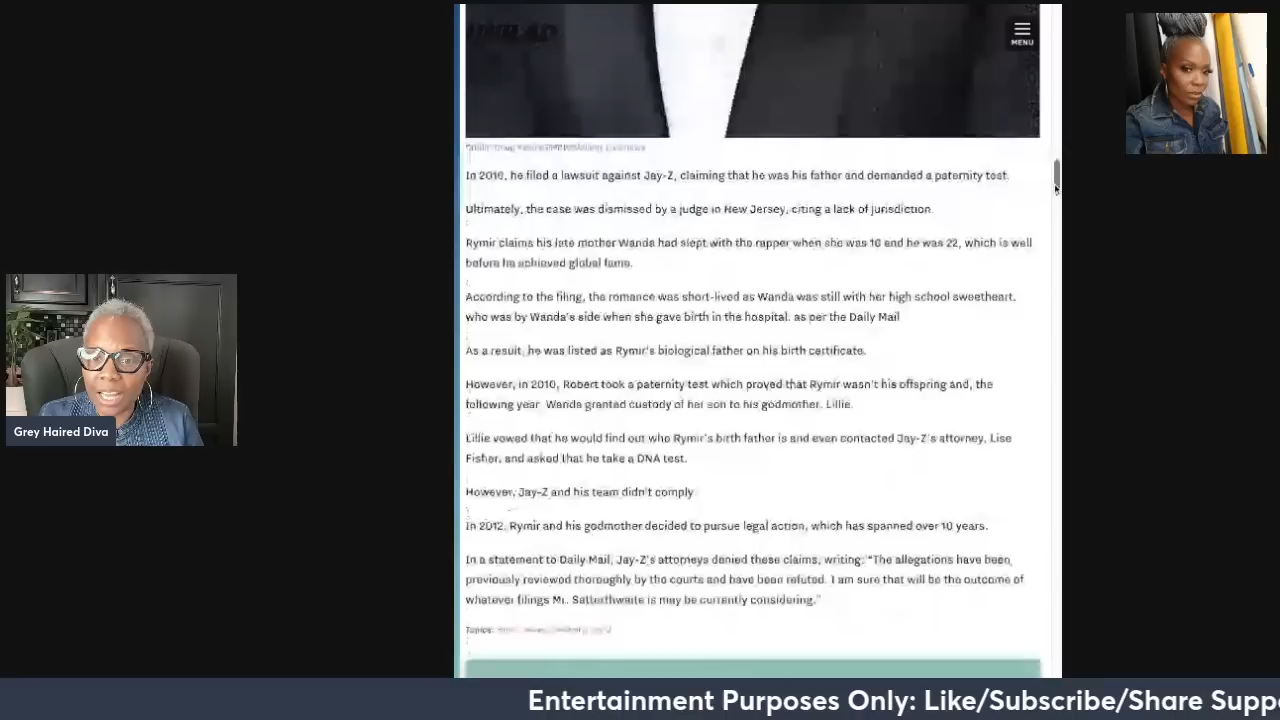 UNILAD
MENU
In 2010, he filed a lawsuit against Jay-Z, claiming that he was his father and demanded a paternity test.
Ultimately, the case was dismissed by a judge in New Jersey, citing a lack of jurisdiction.
Rymir claims his late mother Wanda had slept with the rapper when she was 16 and he was 22, which is well
before he achieved global fame.
According to the filing, the romance was short-lived as Wanda was still with her high school sweetheart,
who was by Wanda's side when she gave birth in the hospital, as per the Daily Mail
As a result, he was listed as Rymir's biological father on his birth certificate.
However, in 2010, Robert took a paternity test which proved that Rymir wasn't his offspring and, the
following year Wanda granted custody of her son to his godmother, Lillie.
Lillie vowed that he would find out who Rymir's birth father is and even contacted Jay-Z's attorney, Lise
Fisher, and asked that he take a DNA test.
However, Jay-Z and his team didn't comply
In 2012, Rymir and his godmother decided to pursue legal action, which has spanned over 10 years.
In a statement to Daily Mail, Jay-Z's attorneys denied these claims, writing: "The allegations have been
previously reviewed thoroughly by the courts and have been refuted. I am sure that will be the outcome of
whatever filings Mr. Satterthwaite is may be currently considering."
Topics:
Grey Haired Diva
Entertainment Purposes Only: Like/Subscribe/Share Supp